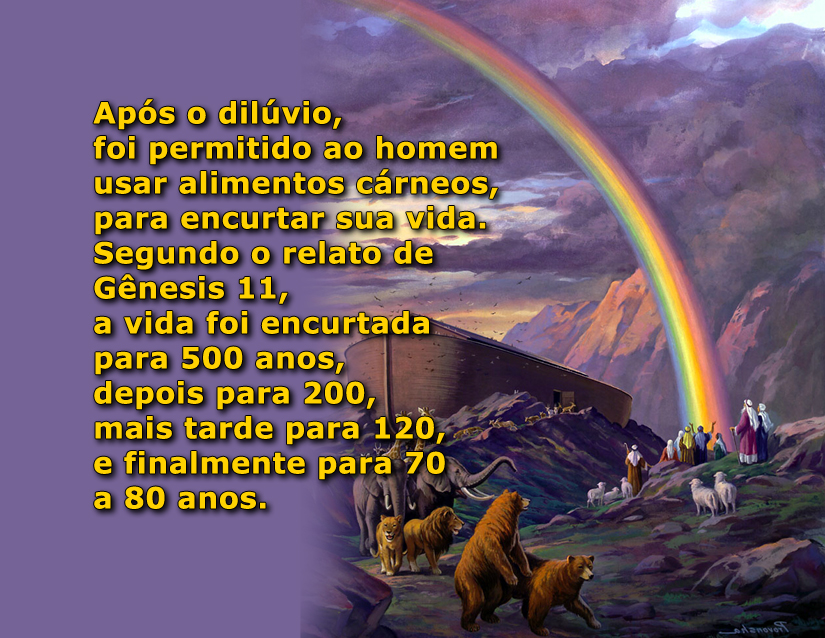 Após o dilúvio,
foi permitido ao homem
usar alimentos cárneos,
para encurtar sua vida.
Segundo o relato de
Gênesis 11,
a vida foi encurtada
para 500 anos,
depois para 200,
mais tarde para 120,
e finalmente para 70
a 80 anos.